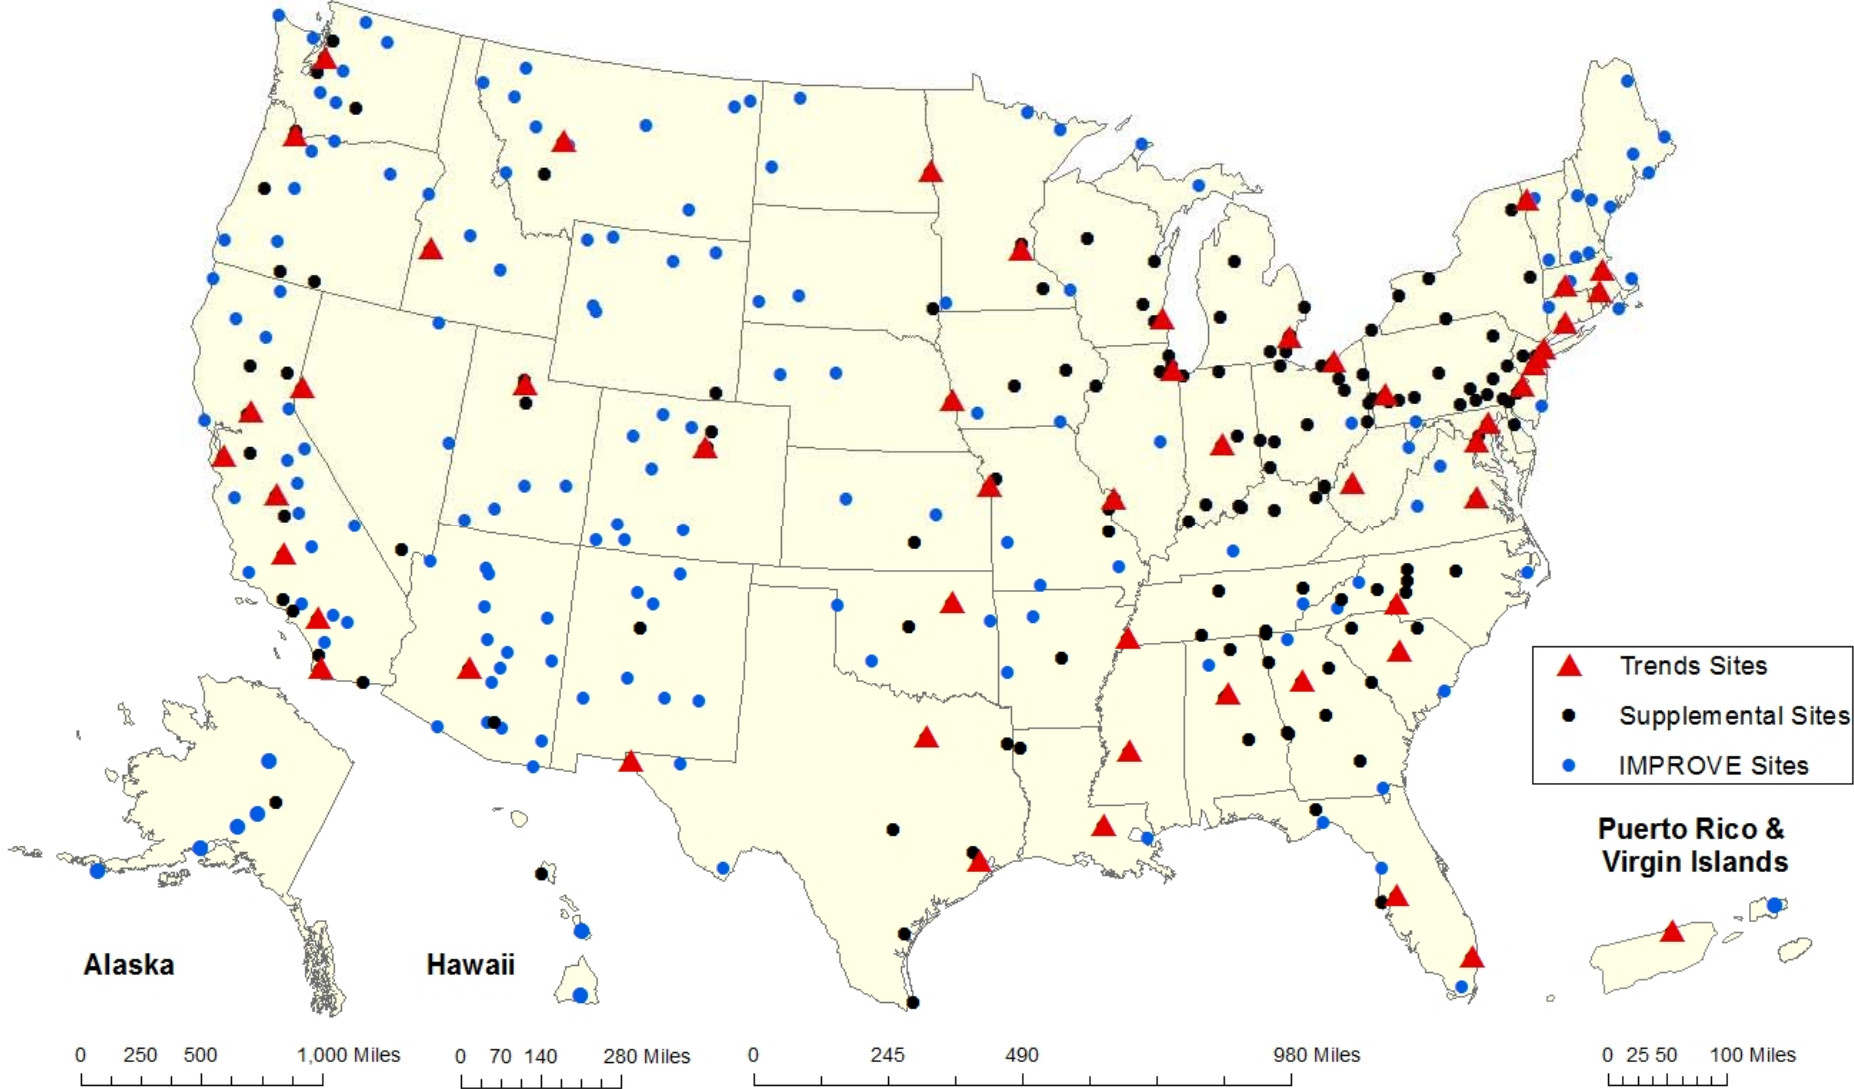 Trends Sites
Supplemental Sites
IMPROVE Sites
Puerto Rico &
Virgin Islands
Alaska
Hawaii
0 250 500 1,000 Miles
0 70 140 280 Miles
0 245 490 980 Miles
0 25 50 100 Miles